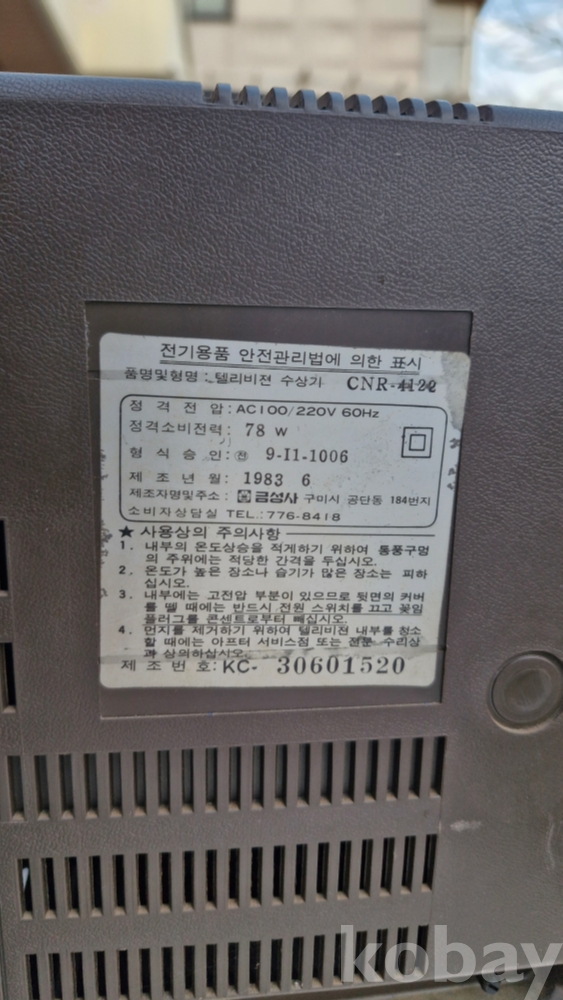 전기용품 안전관리법에 의한 표시
품명및형명 : 텔리비젼 수상기 CNR-4122
정 격 전 압 : AC100/220V 60Hz
정격소비전력 : 78 W
형 식 승 인 : 전 9-I1-1006
제 조 년 월 : 1983 6
제조자명및주소 : 금성사 구미시 공단동 184번지
소비자상담실 TEL.:776-8418
★ 사용상의 주의사항
1. 내부의 온도상승을 적게하기 위하여 통풍구멍
의 주위에는 적당한 간격을 두십시오.
2. 온도가 높은 장소나 습기가 많은 장소는 피하
십시오.
3. 내부에는 고전압 부분이 있으므로 뒷면의 커버
를 뗄 때에는 반드시 전원 스위치를 끄고 꽂임
플러그를 콘센트로부터 빼십시오.
4. 먼지를 제거하기 위하여 텔리비젼 내부를 청소
할 때에는 아프터 서비스점 또는 전문 수리상
과 상의하십시오.
제 조 번 호 : KC- 30601520
kobay